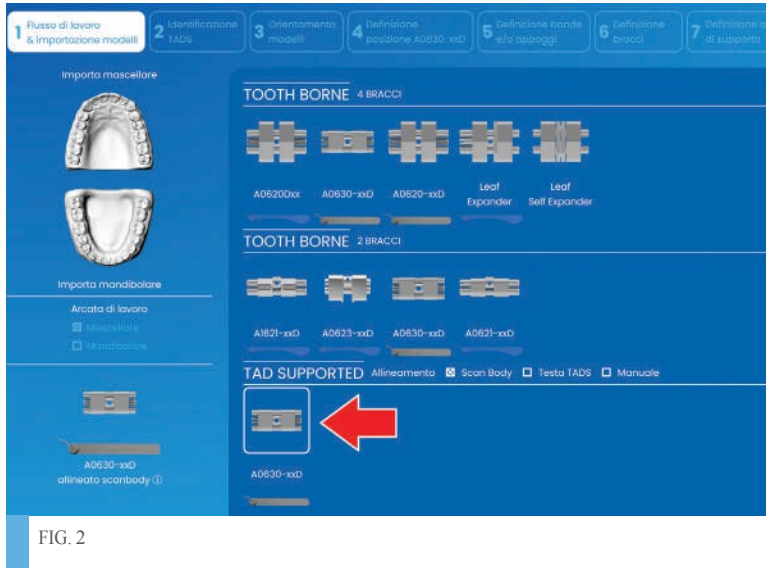 1 Flusso di lavoro
& importazione modelli
2 Identificazione
TADS
3 Orientamento
modelli
4 Definizione
posizione A0630-xxD
5 Definizione bande
e/o appoggi
6 Definizione
bracci
7 Definizione
di supporto
Importa mascellare
Importa mandibolare
Arcata di lavoro
Mascellare
Mandibolare
A0630-xxD
allineato scanbody
TOOTH BORNE 4 BRACCI
A0620Dxx A0630-xxD A0620-xxD Leaf Expander Leaf Self Expander
TOOTH BORNE 2 BRACCI
A1621-xxD A0623-xxD A0630-xxD A0621-xxD
TAD SUPPORTED Allineamento Scan Body Testa TADS Manuale
A0630-xxD
FIG. 2